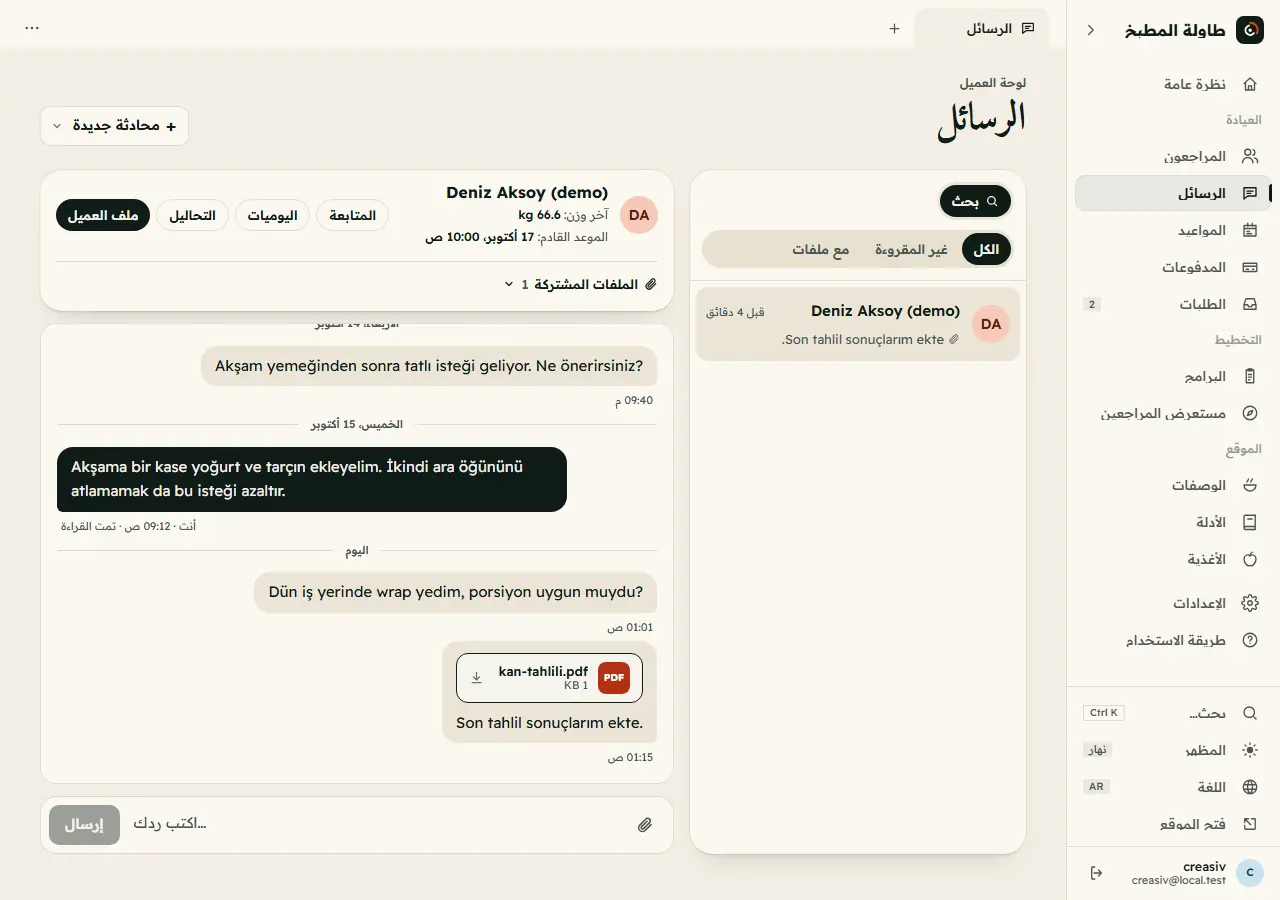 طاولة المطبخ
نظرة عامة
العيادة
المراجعون
الرسائل
المواعيد
المدفوعات
الطلبات 2
التخطيط
البرامج
مستعرض المراجعين
الموقع
الوصفات
الأدلة
الأغذية
الإعدادات
طريقة الاستخدام
بحث... Ctrl K
المظهر نهار
اللغة AR
فتح الموقع
creasiv
creasiv@local.test
C
الرسائل
لوحة العميل
الرسائل
محادثة جديدة
بحث
الكل غير المقروءة مع ملفات
DA
Deniz Aksoy (demo) قبل 4 دقائق
Son tahlil sonuçlarım ekte.
DA
Deniz Aksoy (demo)
آخر وزن: 66.6 kg
الموعد القادم: 17 أكتوبر، 10:00 ص
المتابعة اليوميات التحاليل ملف العميل
الملفات المشتركة 1
الأربعاء، 14 أكتوبر
Akşam yemeğinden sonra tatlı isteği geliyor. Ne önerirsiniz?
09:40 م
الخميس، 15 أكتوبر
Akşama bir kase yoğurt ve tarçın ekleyelim. İkindi ara öğününü
atlamamak da bu isteği azaltır.
أنت · 09:12 ص · تمت القراءة
اليوم
Dün iş yerinde wrap yedim, porsiyon uygun muydu?
01:01 ص
PDF
kan-tahlili.pdf
1 KB
Son tahlil sonuçlarım ekte.
01:15 ص
اكتب ردك...
إرسال